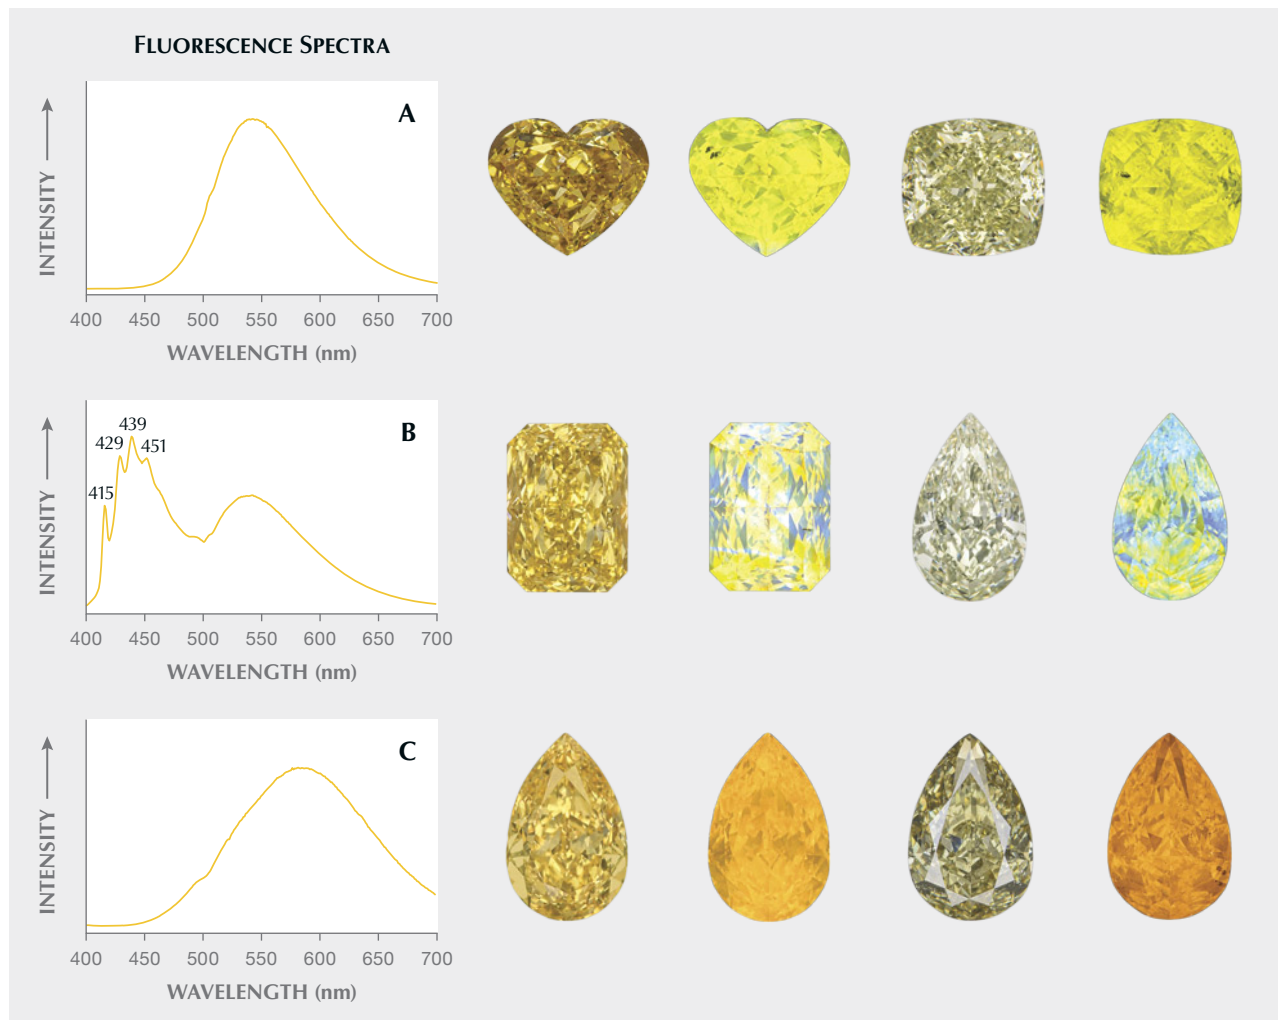 FLUORESCENCE SPECTRA
A
INTENSITY
400 450 500 550 600 650 700
WAVELENGTH (nm)
B
439
429
451
415
INTENSITY
400 450 500 550 600 650 700
WAVELENGTH (nm)
C
INTENSITY
400 450 500 550 600 650 700
WAVELENGTH (nm)